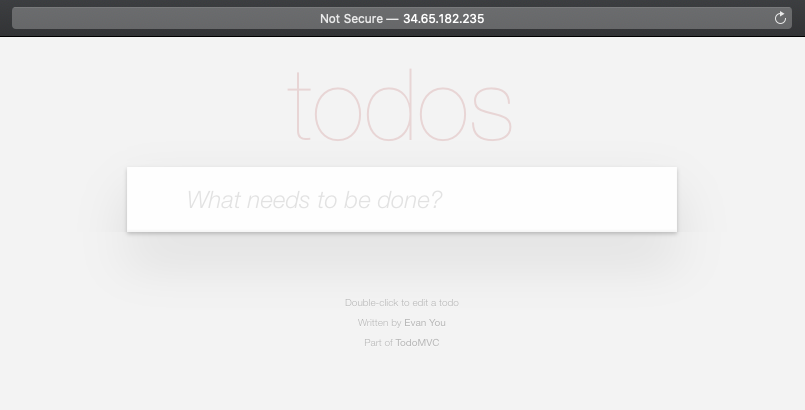 Not Secure — 34.65.182.235
todos
What needs to be done?
Double-click to edit a todo
Written by Evan You
Part of TodoMVC